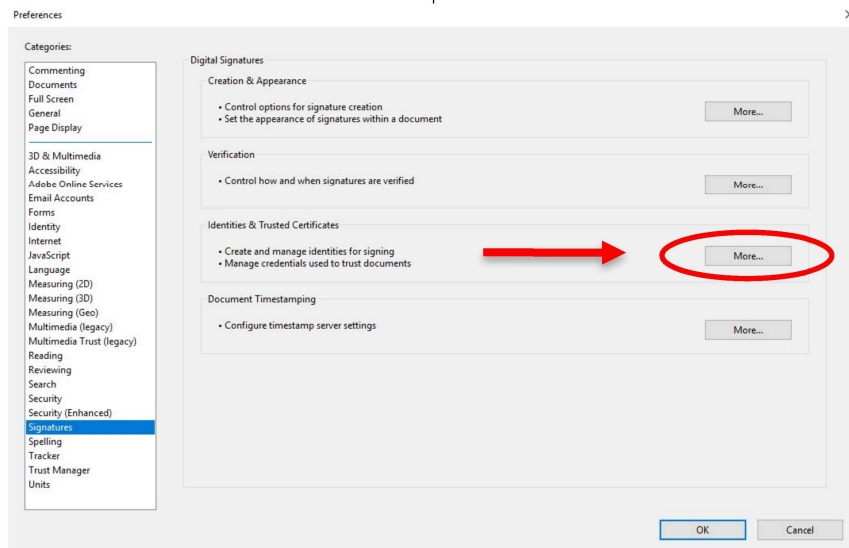 Preferences
Categories:
Commenting
Documents
Full Screen
General
Page Display
3D & Multimedia
Accessibility
Adobe Online Services
Email Accounts
Forms
Identity
Internet
JavaScript
Language
Measuring (2D)
Measuring (3D)
Measuring (Geo)
Multimedia (legacy)
Multimedia Trust (legacy)
Reading
Reviewing
Search
Security
Security (Enhanced)
Signatures
Spelling
Tracker
Trust Manager
Units
Digital Signatures
Creation & Appearance
• Control options for signature creation
• Set the appearance of signatures within a document
More...
Verification
• Control how and when signatures are verified
More...
Identities & Trusted Certificates
• Create and manage identities for signing
• Manage credentials used to trust documents
More...
Document Timestamping
• Configure timestamp server settings
More...
OK
Cancel